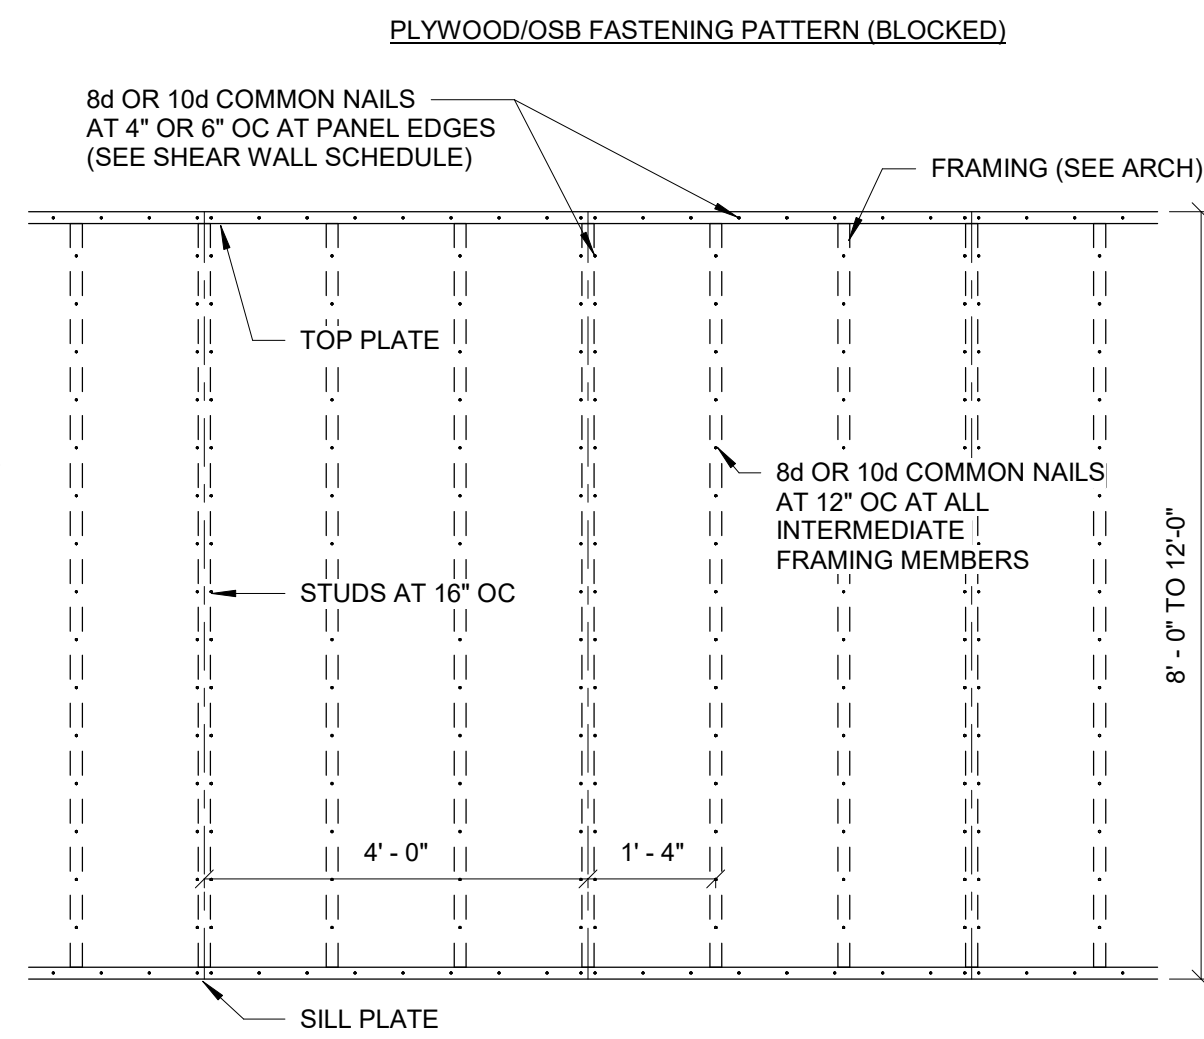 PLYWOOD/OSB FASTENING PATTERN (BLOCKED)
8d OR 10d COMMON NAILS
AT 4" OR 6" OC AT PANEL EDGES
(SEE SHEAR WALL SCHEDULE)
FRAMING (SEE ARCH)
TOP PLATE
8d OR 10d COMMON NAILS
AT 12" OC AT ALL
INTERMEDIATE
FRAMING MEMBERS
STUDS AT 16" OC
8' - 0" TO 12'-0"
4' - 0"
1' - 4"
SILL PLATE